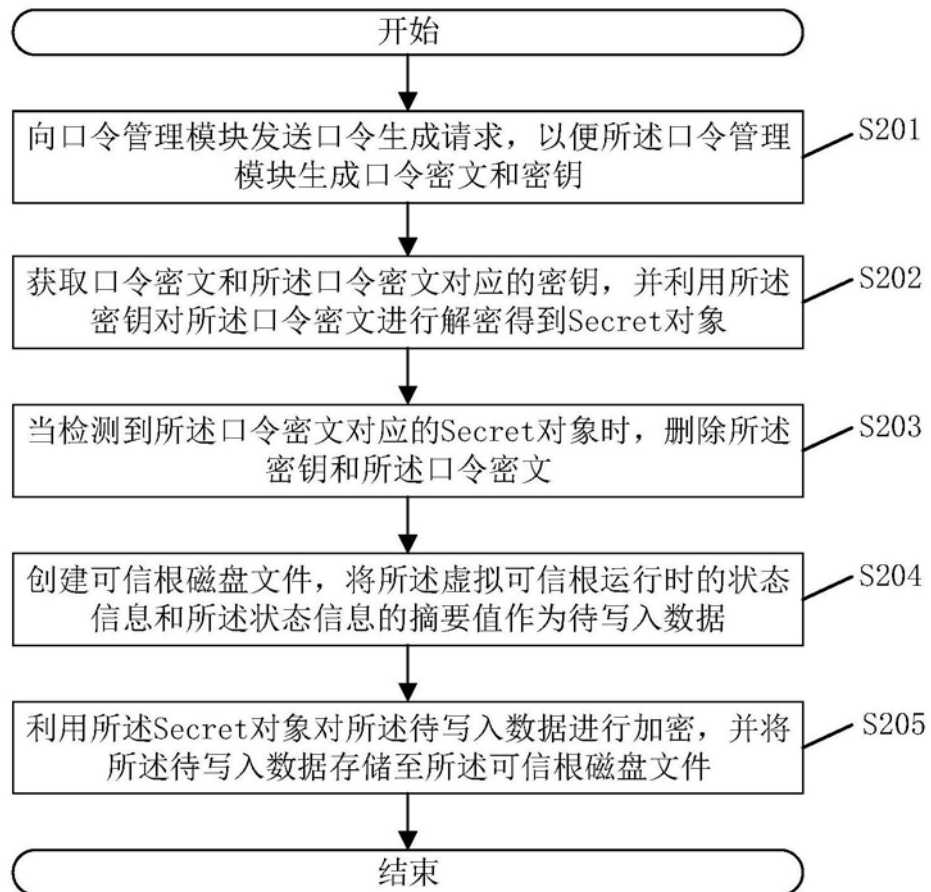 开始
向口令管理模块发送口令生成请求，以便所述口令管理
模块生成口令密文和密钥
S201
获取口令密文和所述口令密文对应的密钥，并利用所述
密钥对所述口令密文进行解密得到Secret对象
S202
当检测到所述口令密文对应的Secret对象时，删除所述
密钥和所述口令密文
S203
创建可信根磁盘文件，将所述虚拟可信根运行时的状态
信息和所述状态信息的摘要值作为待写入数据
S204
利用所述Secret对象对所述待写入数据进行加密，并将
所述待写入数据存储至所述可信根磁盘文件
S205
结束